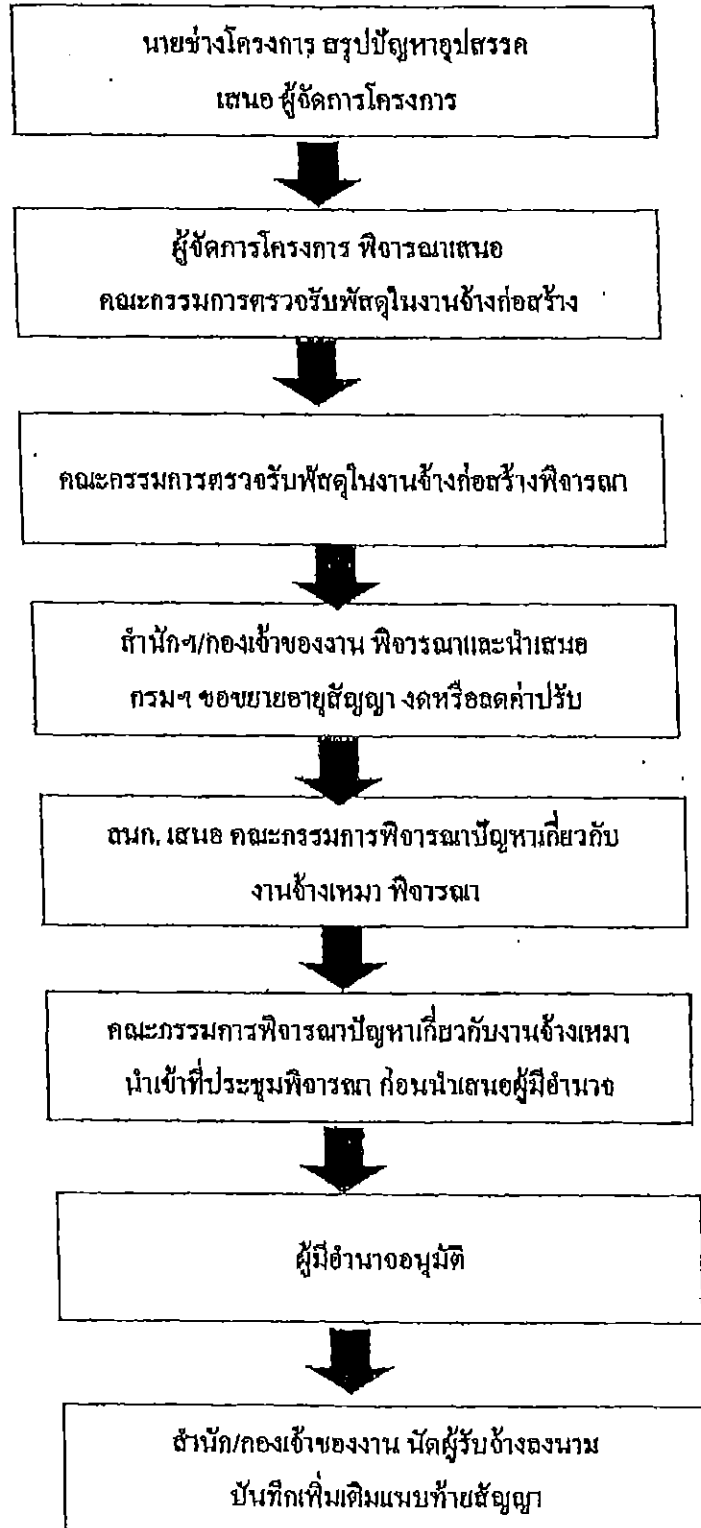 นายช่างโครงการ สรุปปัญหาอุปสรรค
เสนอ ผู้จัดการโครงการ
ผู้จัดการโครงการ พิจารณาเสนอ
คณะกรรมการตรวจรับพัสดุในงานจ้างก่อสร้าง
คณะกรรมการตรวจรับพัสดุในงานจ้างก่อสร้างพิจารณา
สำนักฯ/กองเจ้าของงาน พิจารณาและนำเสนอ
กรมฯ ขอขยายอายุสัญญา งดหรือลดค่าปรับ
สนก. เสนอ คณะกรรมการพิจารณาปัญหาเกี่ยวกับ
งานจ้างเหมา พิจารณา
คณะกรรมการพิจารณาปัญหาเกี่ยวกับงานจ้างเหมา
นำเข้าที่ประชุมพิจารณา ก่อนนำเสนอผู้มีอำนาจ
ผู้มีอำนาจอนุมัติ
สำนัก/กองเจ้าของงาน นัดผู้รับจ้างลงนาม
บันทึกเพิ่มเติมแนบท้ายสัญญา